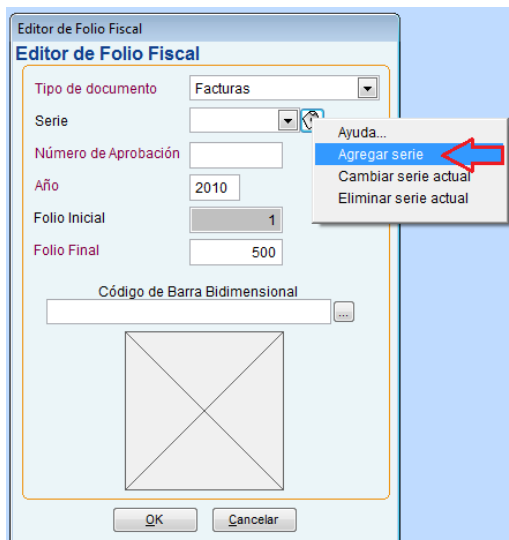 Editor de Folio Fiscal
Editor de Folio Fiscal
Tipo de documento Facturas
Serie
Ayuda...
Agregar serie
Cambiar serie actual
Eliminar serie actual
Número de Aprobación
Año 2010
Folio Inicial 1
Folio Final 500
Código de Barra Bidimensional
...
OK Cancelar